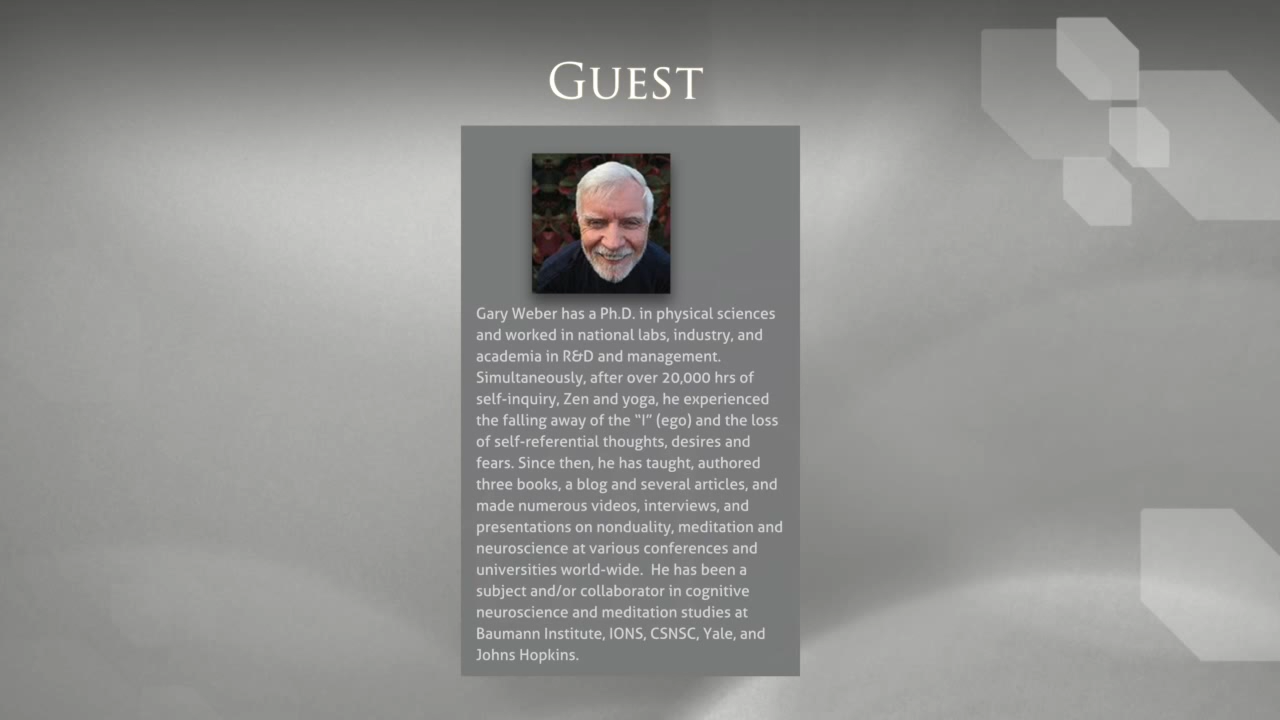 GUEST
Gary Weber has a Ph.D. in physical sciences
and worked in national labs, industry, and
academia in R&D and management.
Simultaneously, after over 20,000 hrs of
self-inquiry, Zen and yoga, he experienced
the falling away of the “I” (ego) and the loss
of self-referential thoughts, desires and
fears. Since then, he has taught, authored
three books, a blog and several articles, and
made numerous videos, interviews, and
presentations on nonduality, meditation and
neuroscience at various conferences and
universities world-wide.  He has been a
subject and/or collaborator in cognitive
neuroscience and meditation studies at
Baumann Institute, IONS, CSNSC, Yale, and
Johns Hopkins.